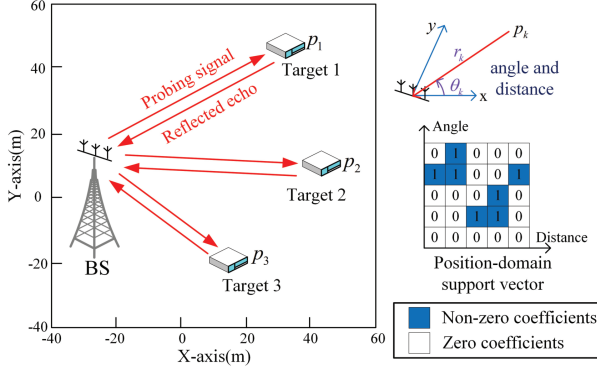 60
40
20
0
-20
-40
Y-axis(m)
-40 -20 0 20 40 60
X-axis(m)
Probing signal
Reflected echo
p1
Target 1
p2
Target 2
p3
Target 3
BS
y
pk
rk
θk
x
angle and
distance
Angle
0 1 0 0 0
1 1 0 0 1
0 0 0 1 0
0 0 1 1 0
0 0 0 0 0
Distance
Position-domain
support vector
Non-zero coefficients
Zero coefficients